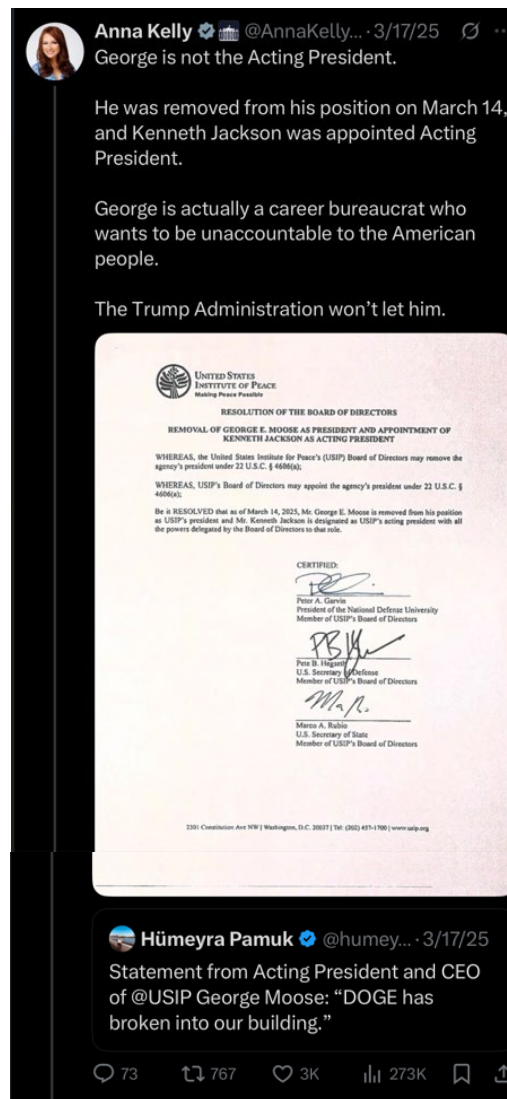 Anna Kelly @AnnaKelly... · 3/17/25
George is not the Acting President.
He was removed from his position on March 14,
and Kenneth Jackson was appointed Acting
President.
George is actually a career bureaucrat who
wants to be unaccountable to the American
people.
The Trump Administration won't let him.
UNITED STATES
INSTITUTE OF PEACE
Making Peace Possible
RESOLUTION OF THE BOARD OF DIRECTORS
REMOVAL OF GEORGE E. MOOSE AS PRESIDENT AND APPOINTMENT OF
KENNETH JACKSON AS ACTING PRESIDENT
WHEREAS, the United States Institute for Peace's (USIP) Board of Directors may remove the
agency's president under 22 U.S.C. § 4606(a);
WHEREAS, USIP's Board of Directors may appoint the agency's president under 22 U.S.C. §
4606(a);
Be it RESOLVED that as of March 14, 2025, Mr. George E. Moose is removed from his position
as USIP's president and Mr. Kenneth Jackson is designated as USIP's acting president with all
the powers delegated by the Board of Directors to that role.
CERTIFIED:
Peter A. Garvin
President of the National Defense University
Member of USIP's Board of Directors
Pete B. Hegseth
U.S. Secretary of Defense
Member of USIP's Board of Directors
Marco A. Rubio
U.S. Secretary of State
Member of USIP's Board of Directors
2301 Constitution Ave NW | Washington, D.C. 20037 | Tel: (202) 457-1700 | www.usip.org
Hümeyra Pamuk @humey... · 3/17/25
Statement from Acting President and CEO
of @USIP George Moose: “DOGE has
broken into our building.”
73 767 3K 273K